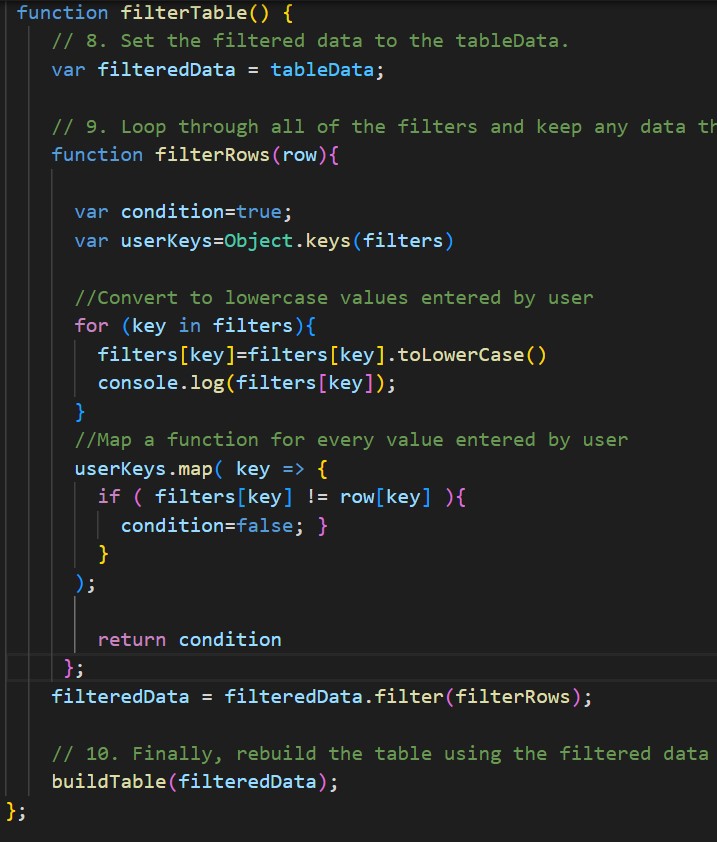 function filterTable() {
// 8. Set the filtered data to the tableData.
var filteredData = tableData;
// 9. Loop through all of the filters and keep any data th
function filterRows(row){
var condition=true;
var userKeys=Object.keys(filters)
//Convert to lowercase values entered by user
for (key in filters){
filters[key]=filters[key].toLowerCase()
console.log(filters[key]);
}
//Map a function for every value entered by user
userKeys.map( key => {
if ( filters[key] != row[key] ){
condition=false; }
}
);
return condition
};
filteredData = filteredData.filter(filterRows);
// 10. Finally, rebuild the table using the filtered data
buildTable(filteredData);
};